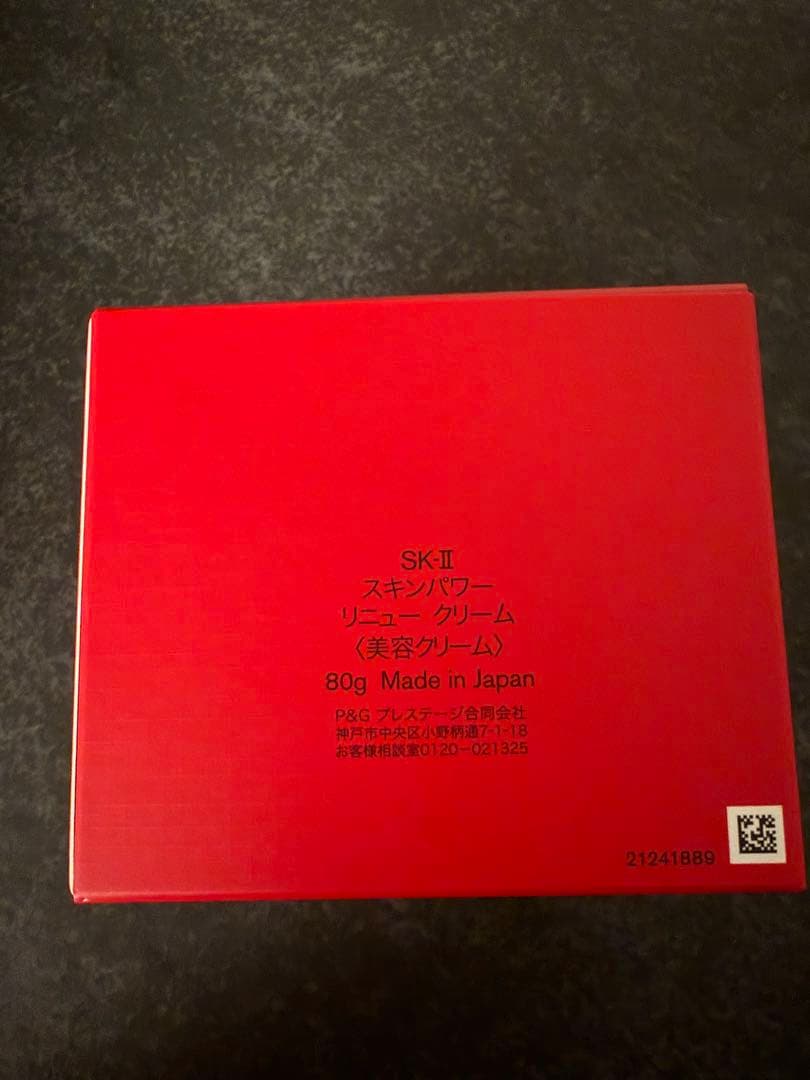 SK-II
スキンパワー
リニュー クリーム
〈美容クリーム〉
80g Made in Japan
P&G プレステージ合同会社
神戸市中央区小野柄通7-1-18
お客様相談室0120-021325
21241889